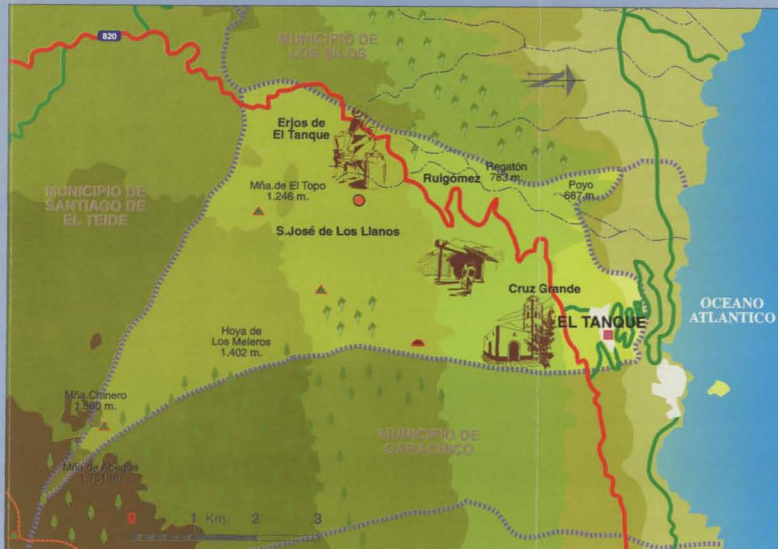 820
MUNICIPIO DE
LOS SILOS
Erjos de
El Tanque
Ruigómez
Regatón
783 m.
Poyo
687 m.
MUNICIPIO DE
SANTIAGO DE
EL TEIDE
Mña.de El Topo
1.246 m.
S.José de Los Llanos
Cruz Grande
OCEANO
ATLANTICO
EL TANQUE
Hoya de
Los Meleros
1.402 m.
Mña.Chinero
MUNICIPIO DE
GARACHICO
Mña.de Abeque
1.751 m.
0 1 Km. 2 3